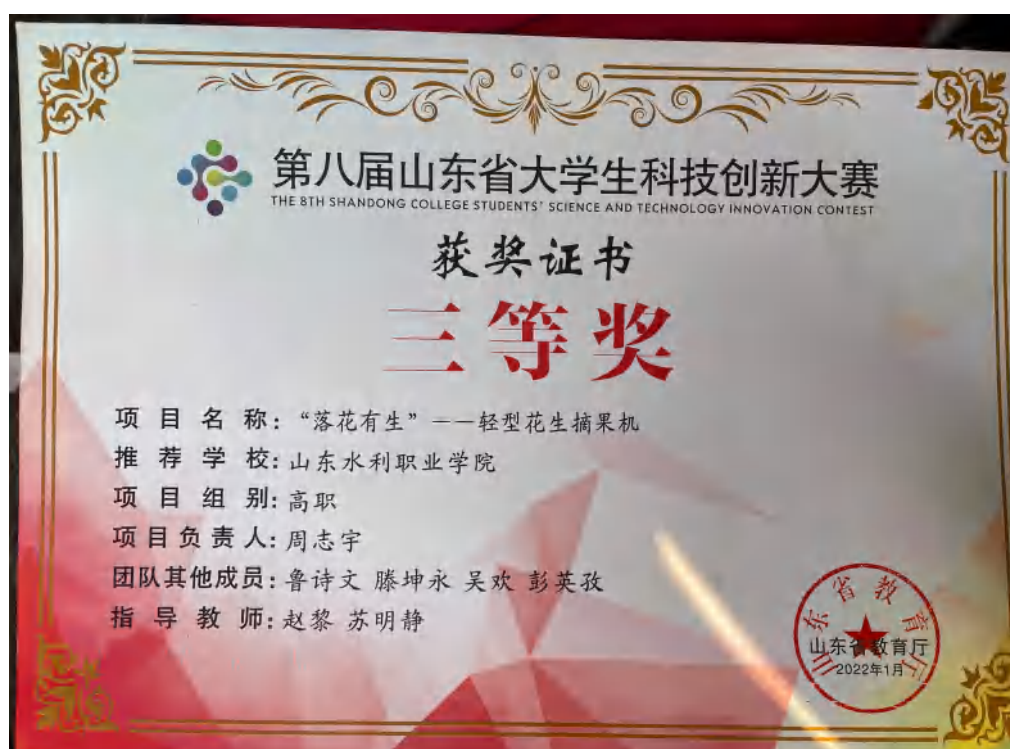 第八届山东省大学生科技创新大赛
THE 8TH SHANDONG COLLEGE STUDENTS' SCIENCE AND TECHNOLOGY INNOVATION CONTEST
获奖证书
三等奖
项目名称：“落花有生”——轻型花生摘果机
推荐学校：山东水利职业学院
项目组别：高职
项目负责人：周志宇
团队其他成员：鲁诗文 滕坤永 吴欢 彭英孜
指导教师：赵黎 苏明静
山东省教育厅
山东省教育厅
2022年1月